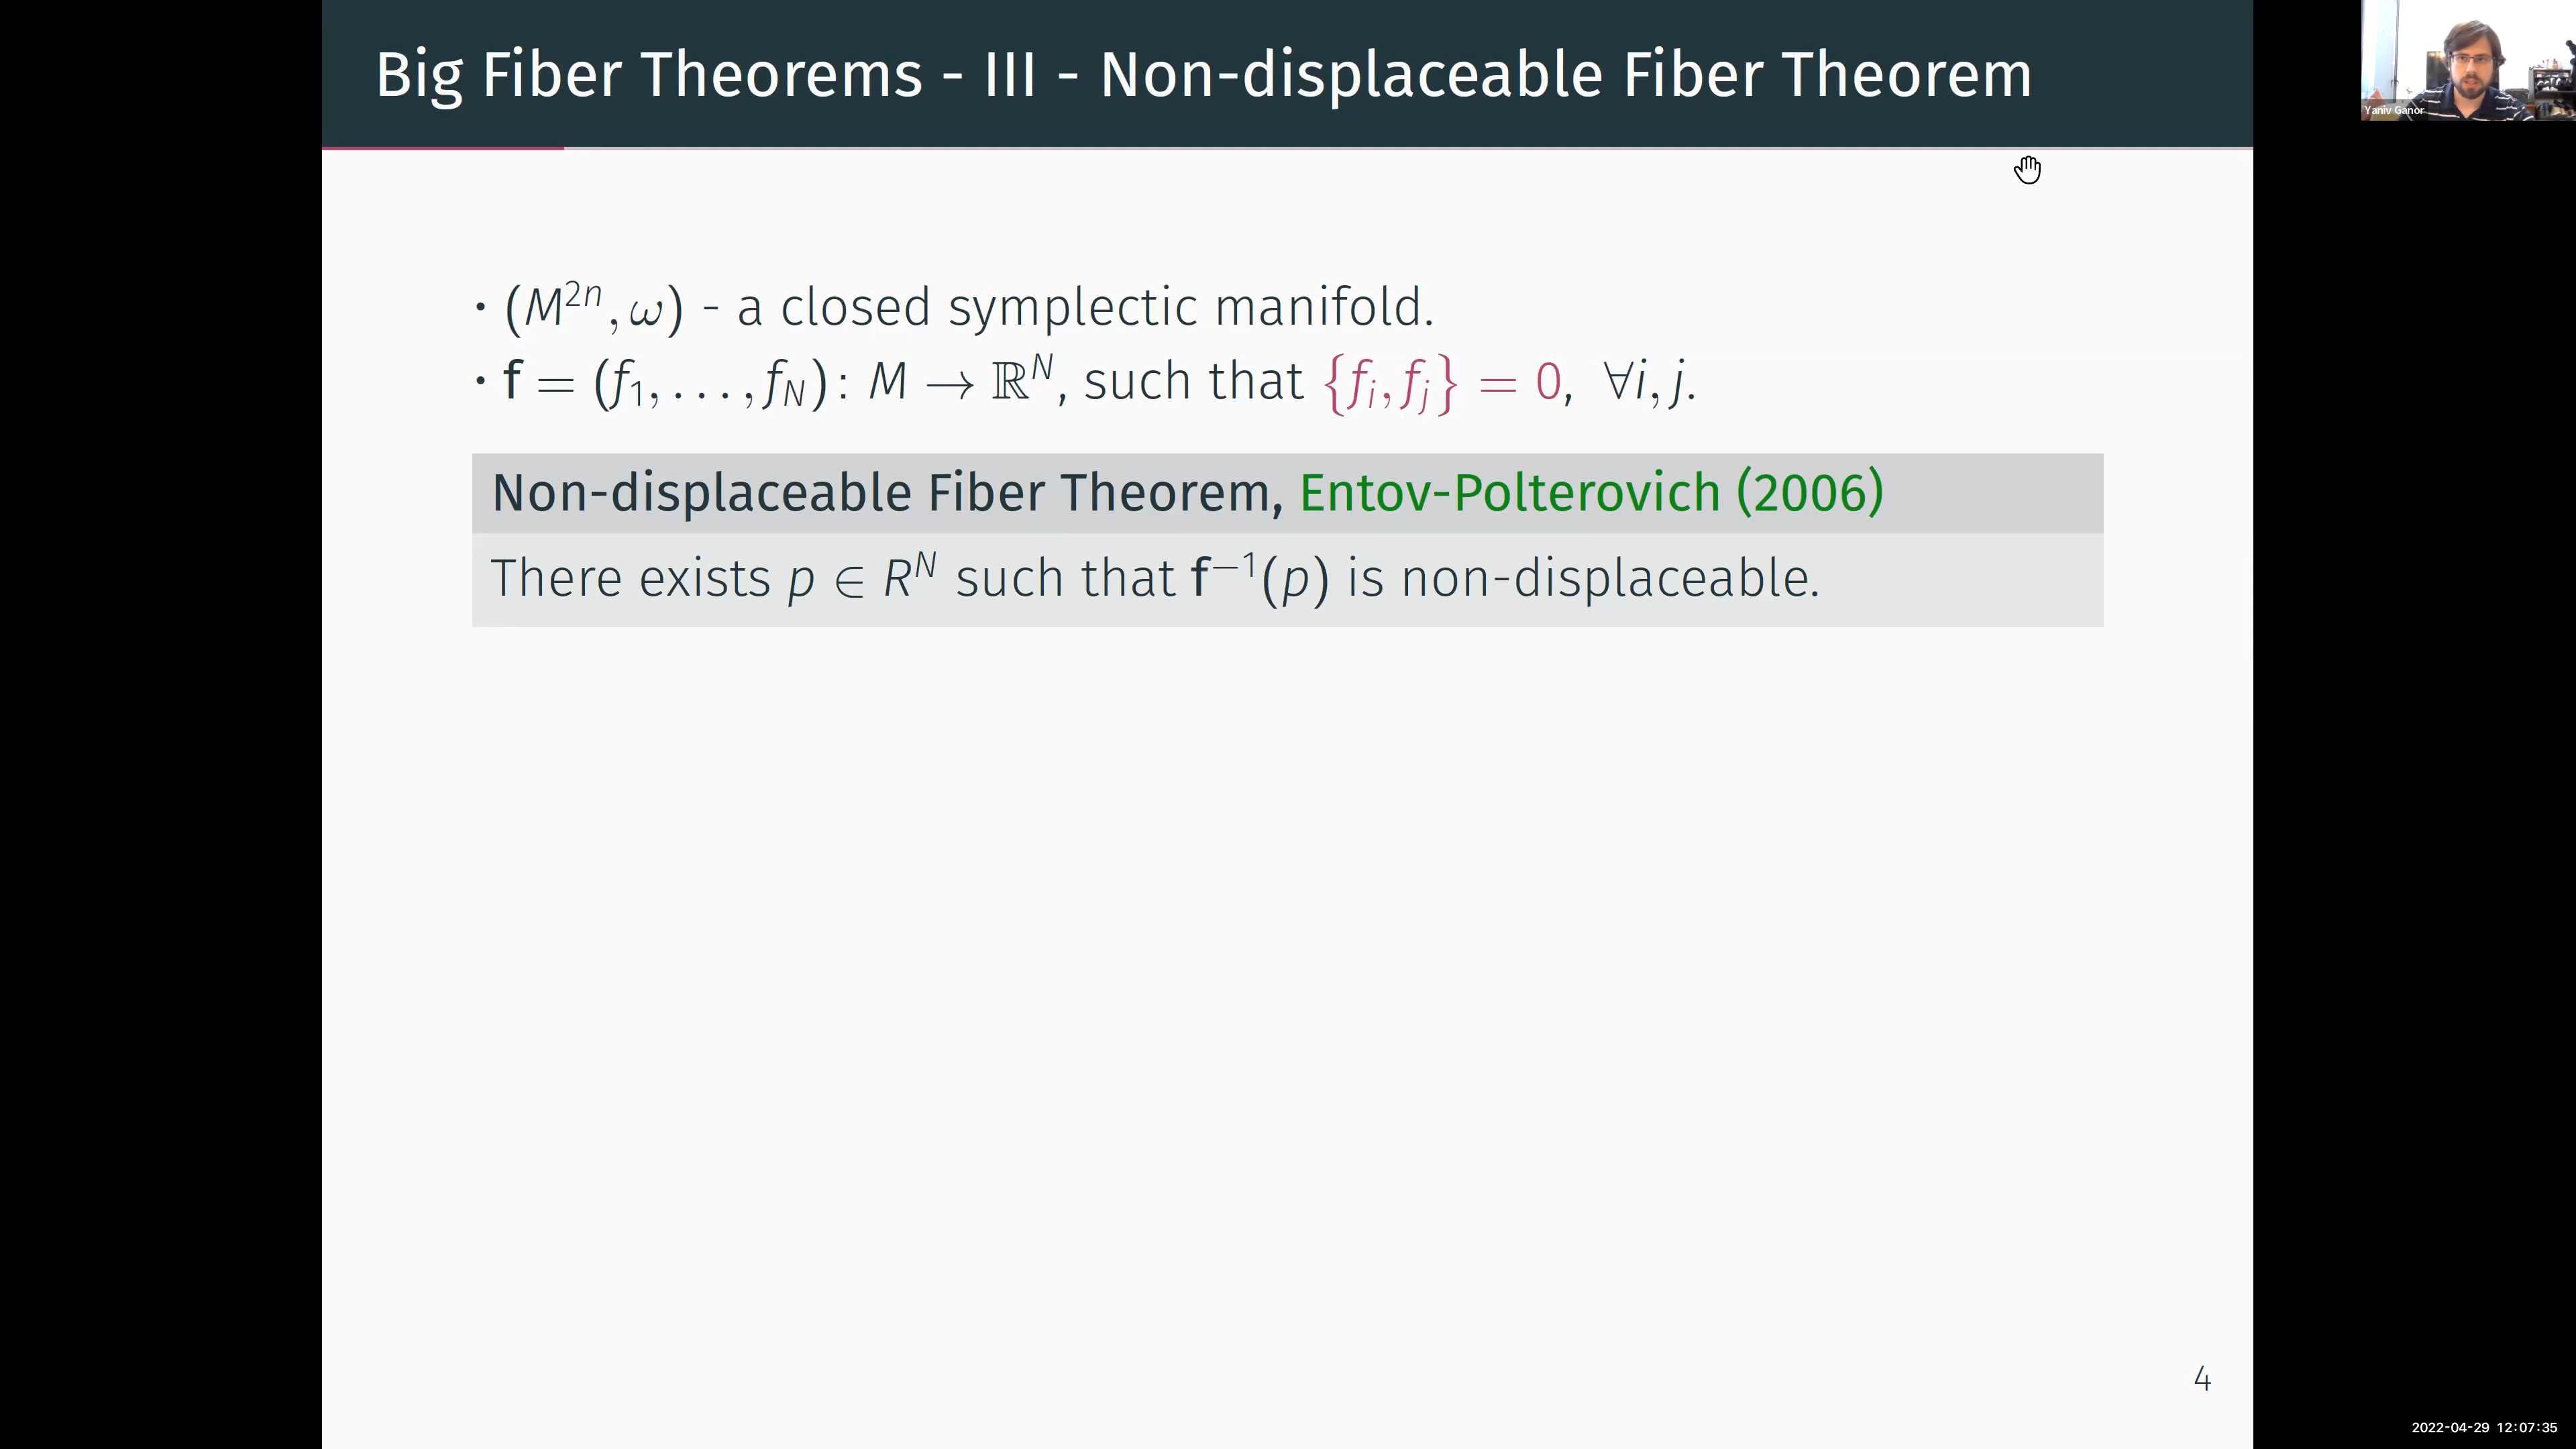 Big Fiber Theorems - III - Non-displaceable Fiber Theorem
Yaniv Ganor
• (M^{2n}, ω) - a closed symplectic manifold.
• f = (f_1, . . . , f_N): M → ℝ^N, such that {f_i, f_j} = 0, ∀i, j.
Non-displaceable Fiber Theorem, Entov-Polterovich (2006)
There exists p ∈ R^N such that f^{-1}(p) is non-displaceable.
4
2022-04-29 12:07:35